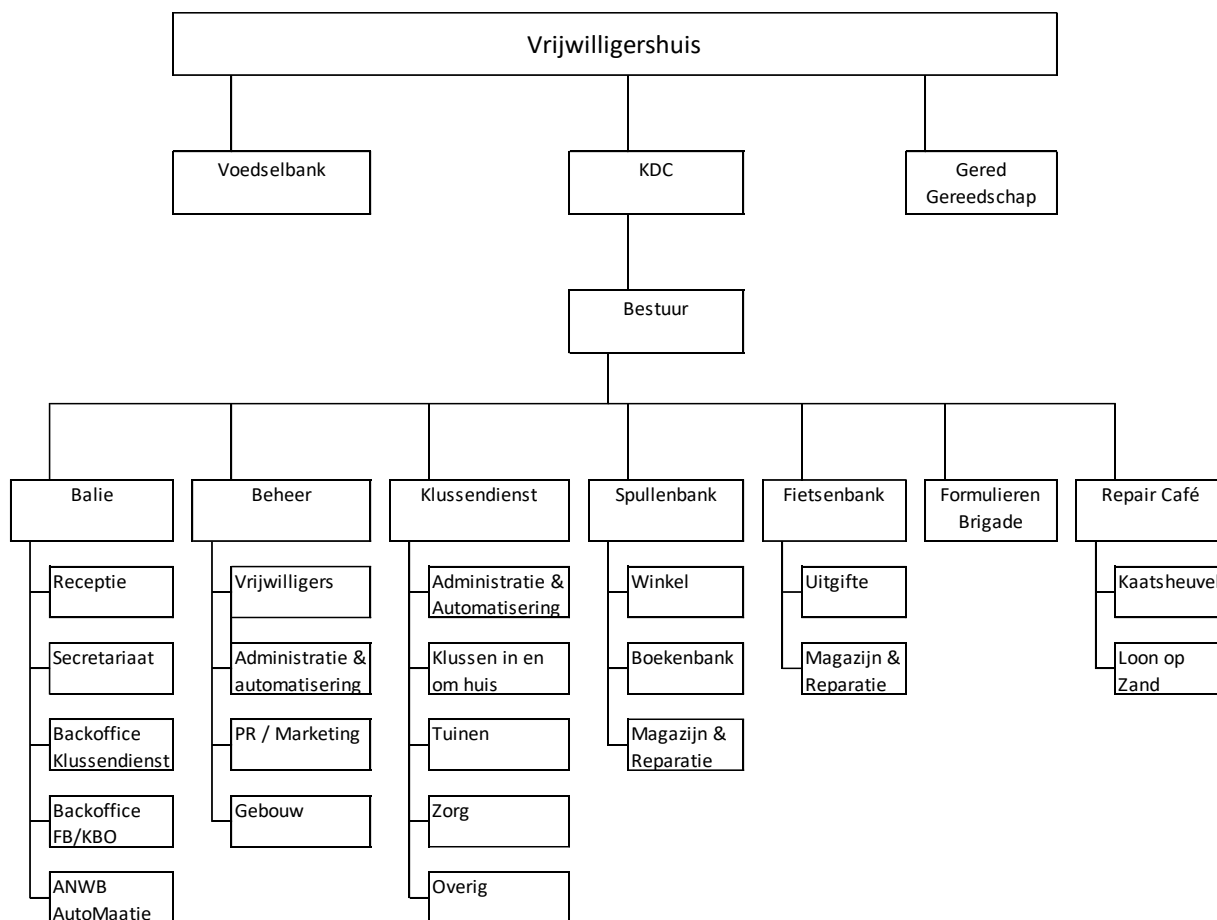 Vrijwilligershuis
Voedselbank
KDC
Gered
Gereedschap
Bestuur
Balie
Beheer
Klussendienst
Spullenbank
Fietsenbank
Formulieren
Brigade
Repair Café
Receptie
Vrijwilligers
Administratie &
Automatisering
Winkel
Uitgifte
Kaatsheuvel
Secretariaat
Administratie &
automatisering
Klussen in en
om huis
Boekenbank
Magazijn &
Reparatie
Loon op
Zand
Backoffice
Klussendienst
PR / Marketing
Tuinen
Magazijn &
Reparatie
Backoffice
FB/KBO
Gebouw
Zorg
ANWB
AutoMaatje
Overig